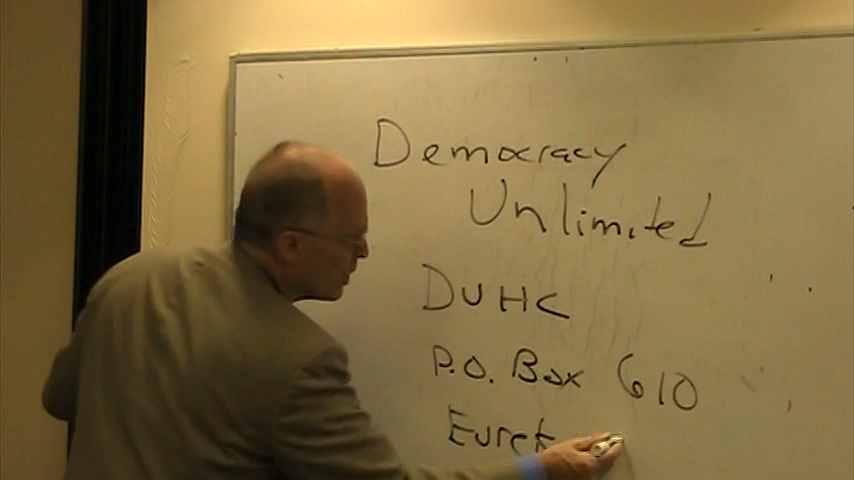 Democracy
Unlimited
DUHC
P.O. Box 610
Eurek